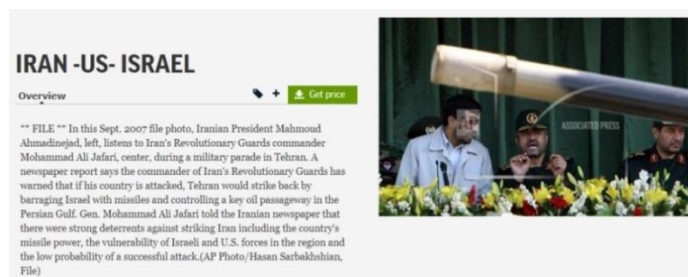 IRAN -US- ISRAEL
Overview
Get price
** FILE ** In this Sept. 2007 file photo, Iranian President Mahmoud
Ahmadinejad, left, listens to Iran's Revolutionary Guards commander
Mohammad Ali Jafari, center, during a military parade in Tehran. A
newspaper report says the commander of Iran's Revolutionary Guards has
warned that if his country is attacked, Tehran would strike back by
barraging Israel with missiles and controlling a key oil passageway in the
Persian Gulf. Gen. Mohammad Ali Jafari told the Iranian newspaper that
there were strong deterrents against striking Iran including the country's
missile power, the vulnerability of Israeli and U.S. forces in the region and
the low probability of a successful attack.(AP Photo/Hasan Sarbakhshian,
File)
ASSOCIATED PRESS